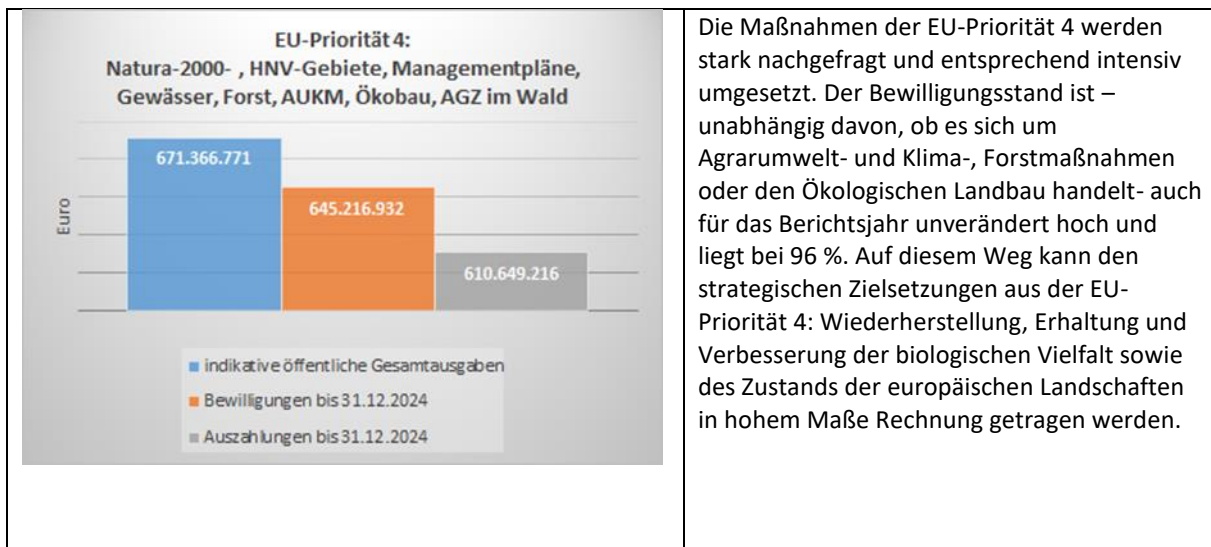 EU-Priorität 4:
Natura-2000- , HNV-Gebiete, Managementpläne,
Gewässer, Forst, AUKM, Ökobau, AGZ im Wald
Euro
671.366.771
645.216.932
610.649.216
indikative öffentliche Gesamtausgaben
Bewilligungen bis 31.12.2024
Auszahlungen bis 31.12.2024
Die Maßnahmen der EU-Priorität 4 werden
stark nachgefragt und entsprechend intensiv
umgesetzt. Der Bewilligungsstand ist –
unabhängig davon, ob es sich um
Agrarumwelt- und Klima-, Forstmaßnahmen
oder den Ökologischen Landbau handelt- auch
für das Berichtsjahr unverändert hoch und
liegt bei 96 %. Auf diesem Weg kann den
strategischen Zielsetzungen aus der EU-
Priorität 4: Wiederherstellung, Erhaltung und
Verbesserung der biologischen Vielfalt sowie
des Zustands der europäischen Landschaften
in hohem Maße Rechnung getragen werden.